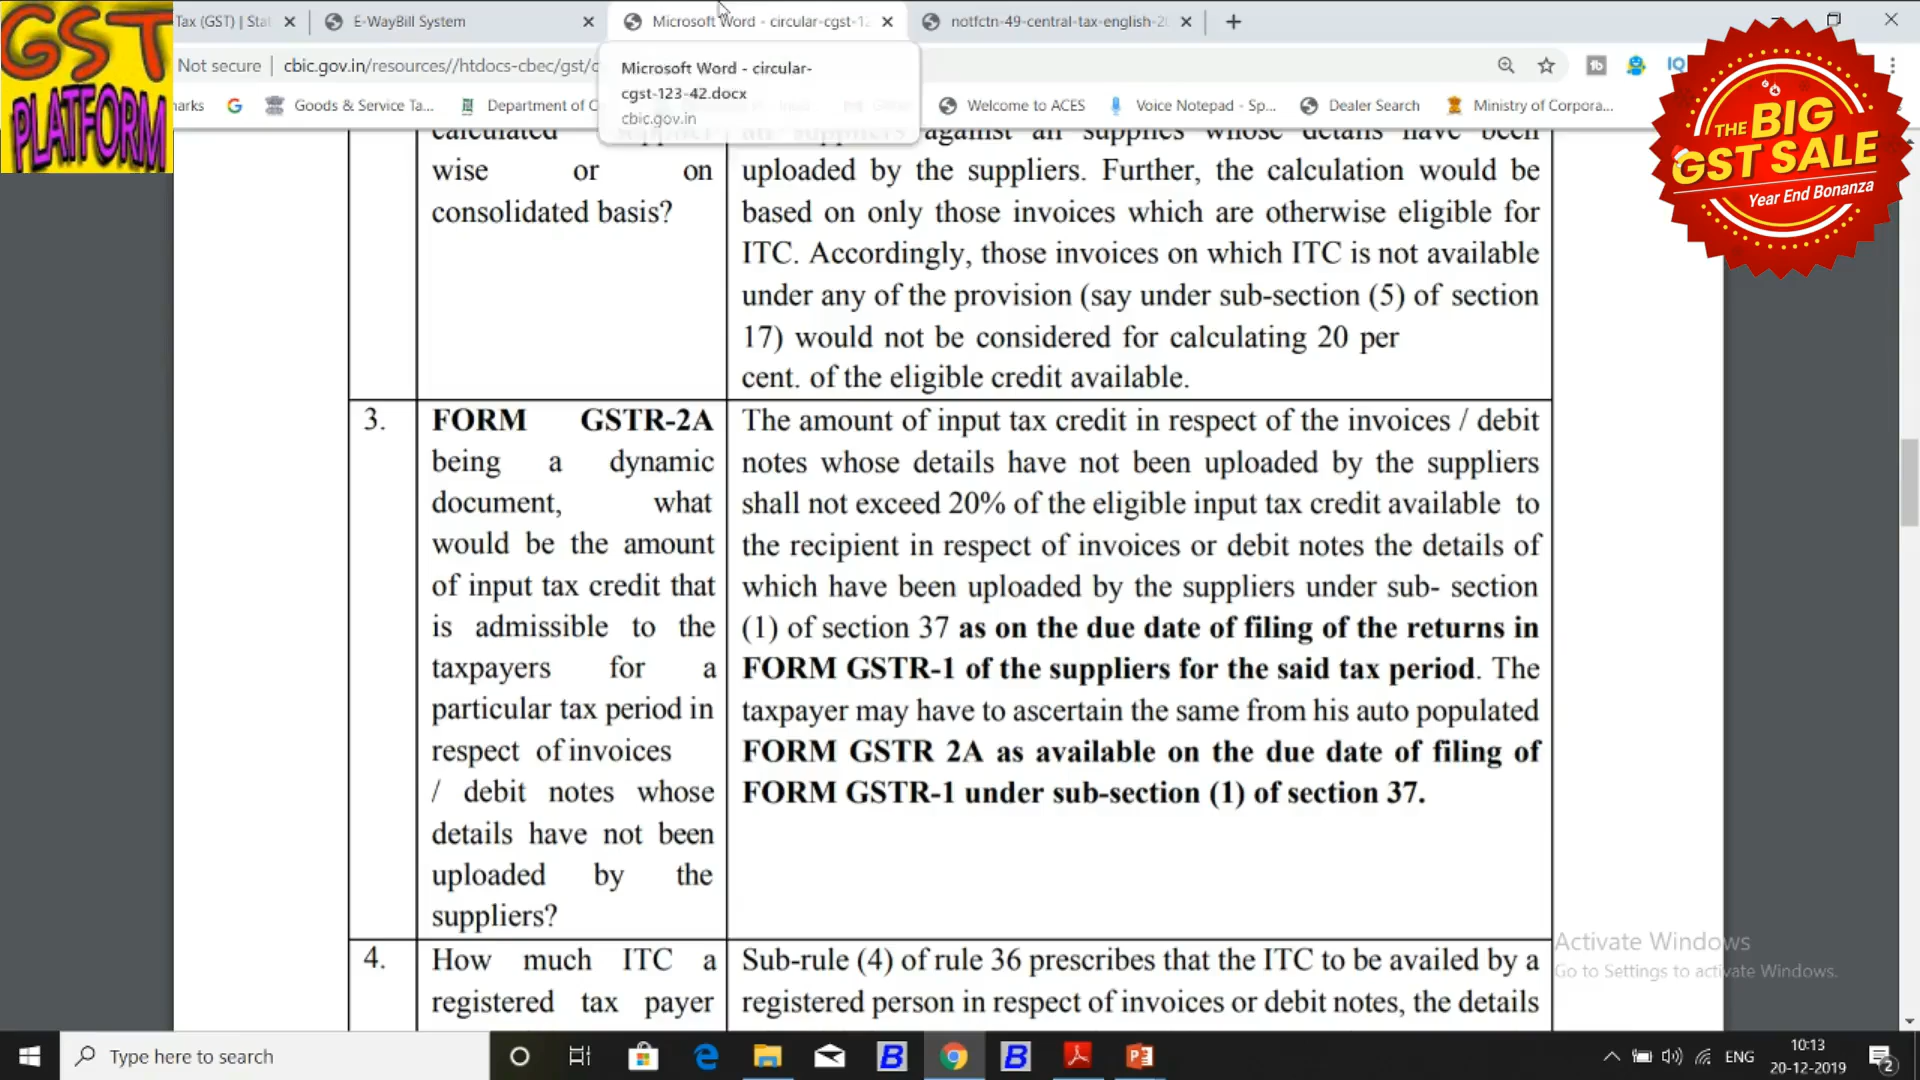 GST
PLATFORM
Tax (GST) | Stat
E-WayBill System
Microsoft Word - circular-cgst-12
notfctn-49-central-tax-english-20
Not secure
cbic.gov.in/resources//htdocs-cbec/gst/c
Microsoft Word - circular-
cgst-123-42.docx
cbic.gov.in
IQ
marks
G
Goods & Service Ta...
Department of C
Welcome to ACES
Voice Notepad - Sp...
Dealer Search
Ministry of Corpora...
THE BIG
GST SALE
Year End Bonanza
calculated
all suppliers against all supplies whose details have been
wise or on
consolidated basis?
uploaded by the suppliers. Further, the calculation would be
based on only those invoices which are otherwise eligible for
ITC. Accordingly, those invoices on which ITC is not available
under any of the provision (say under sub-section (5) of section
17) would not be considered for calculating 20 per
cent. of the eligible credit available.
3.
FORM GSTR-2A
being a dynamic
document, what
would be the amount
of input tax credit that
is admissible to the
taxpayers for a
particular tax period in
respect of invoices
/ debit notes whose
details have not been
uploaded by the
suppliers?
The amount of input tax credit in respect of the invoices / debit
notes whose details have not been uploaded by the suppliers
shall not exceed 20% of the eligible input tax credit available to
the recipient in respect of invoices or debit notes the details of
which have been uploaded by the suppliers under sub- section
(1) of section 37 as on the due date of filing of the returns in
FORM GSTR-1 of the suppliers for the said tax period. The
taxpayer may have to ascertain the same from his auto populated
FORM GSTR 2A as available on the due date of filing of
FORM GSTR-1 under sub-section (1) of section 37.
4.
How much ITC a
registered tax payer
Sub-rule (4) of rule 36 prescribes that the ITC to be availed by a
registered person in respect of invoices or debit notes, the details
Activate Windows
Go to Settings to activate Windows.
Type here to search
ENG
10:13
20-12-2019
2